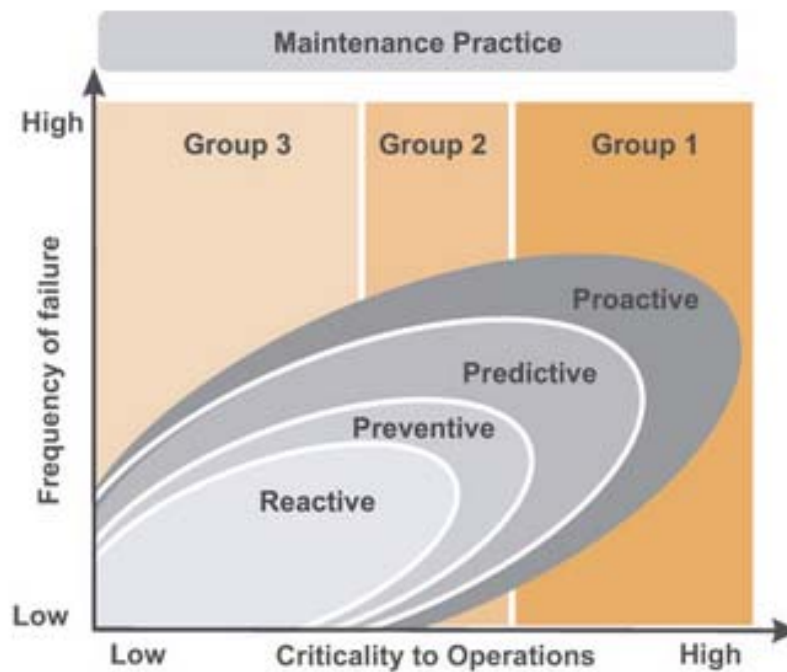 Maintenance Practice
High
Group 3
Group 2
Group 1
Frequency of failure
Proactive
Predictive
Preventive
Reactive
Low
Low
Criticality to Operations
High